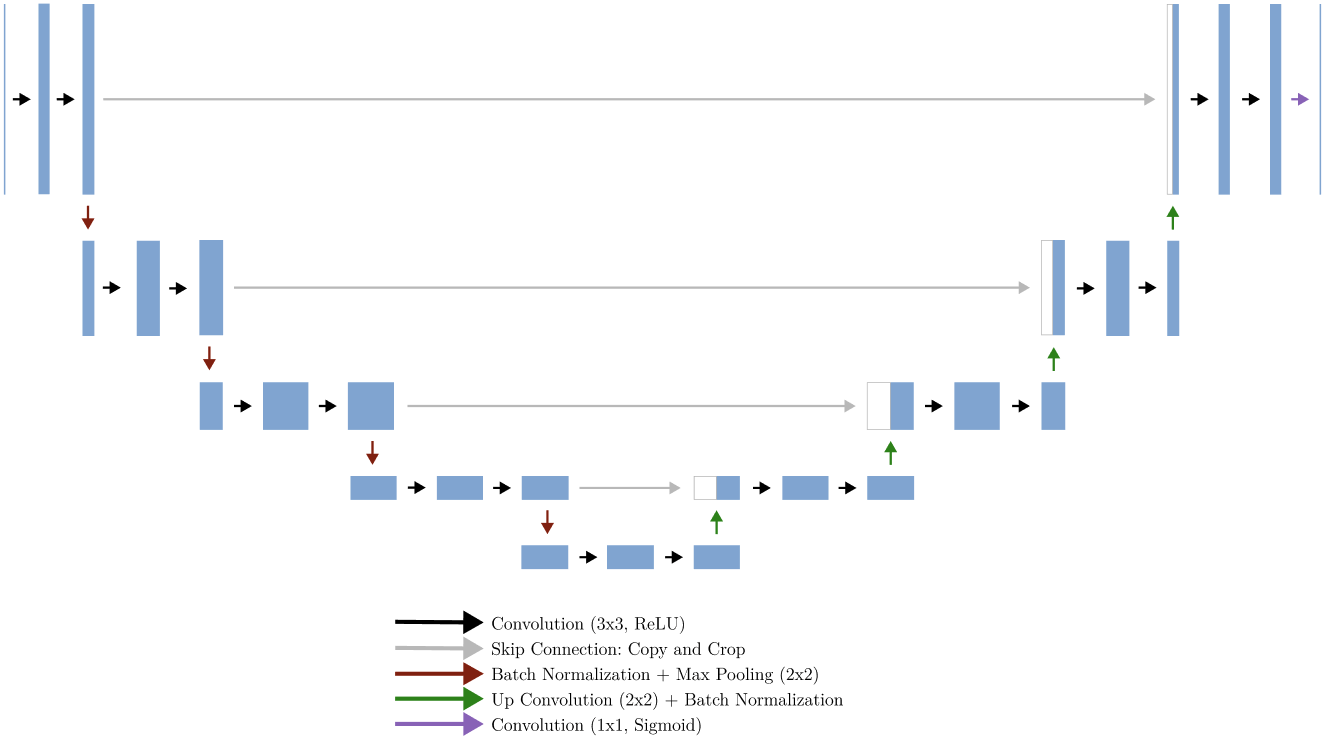 Convolution (3x3, ReLU)
Skip Connection: Copy and Crop
Batch Normalization + Max Pooling (2x2)
Up Convolution (2x2) + Batch Normalization
Convolution (1x1, Sigmoid)